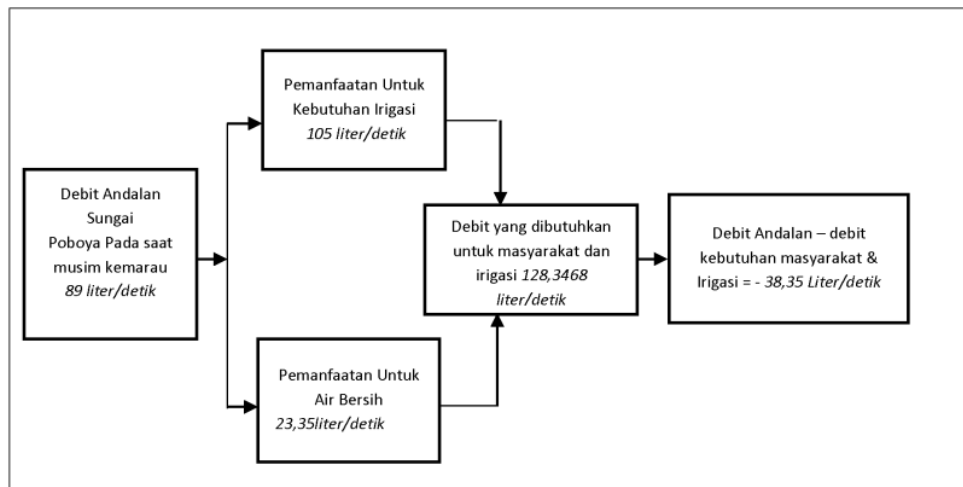 Pemanfaatan Untuk
Kebutuhan Irigasi
105 liter/detik
Debit Andalan
Sungai
Poboya Pada saat
musim kemarau
89 liter/detik
Debit yang dibutuhkan
untuk masyarakat dan
irigasi 128,3468
liter/detik
Debit Andalan – debit
kebutuhan masyarakat &
Irigasi = - 38,35 Liter/detik
Pemanfaatan Untuk
Air Bersih
23,35liter/detik